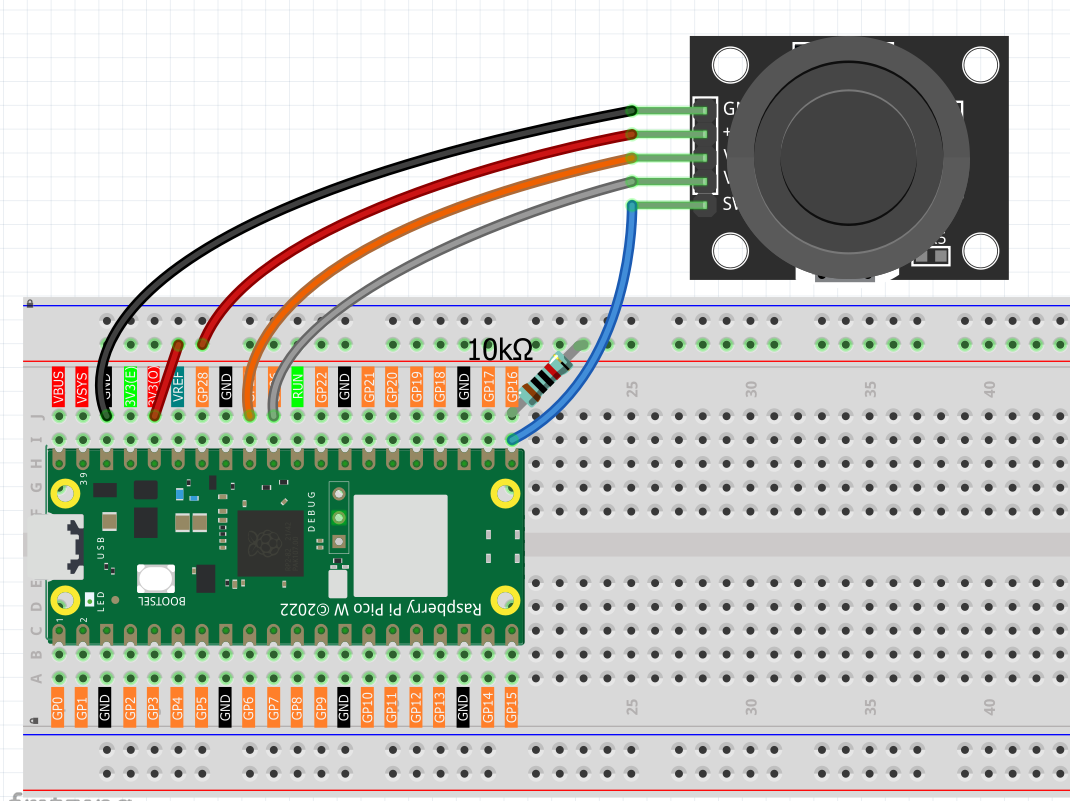 10kΩ
SW
VBUS
VSYS
GND
3V3(E)
3V3(O)
VREF
GP28
GND
RUN
GP22
GND
GP21
GP20
GP19
GP18
GND
GP17
GP16
25
30
35
40
J
I
H
G
F
39
DEBUG
USB
BOOTSEL
LED
1
2
Raspberry Pi Pico W ©2022
E
D
C
B
A
GP0
GP1
GND
GP2
GP3
GP4
GP5
GND
GP6
GP7
GP8
GP9
GND
GP10
GP11
GP12
GP13
GND
GP14
GP15
25
30
35
40